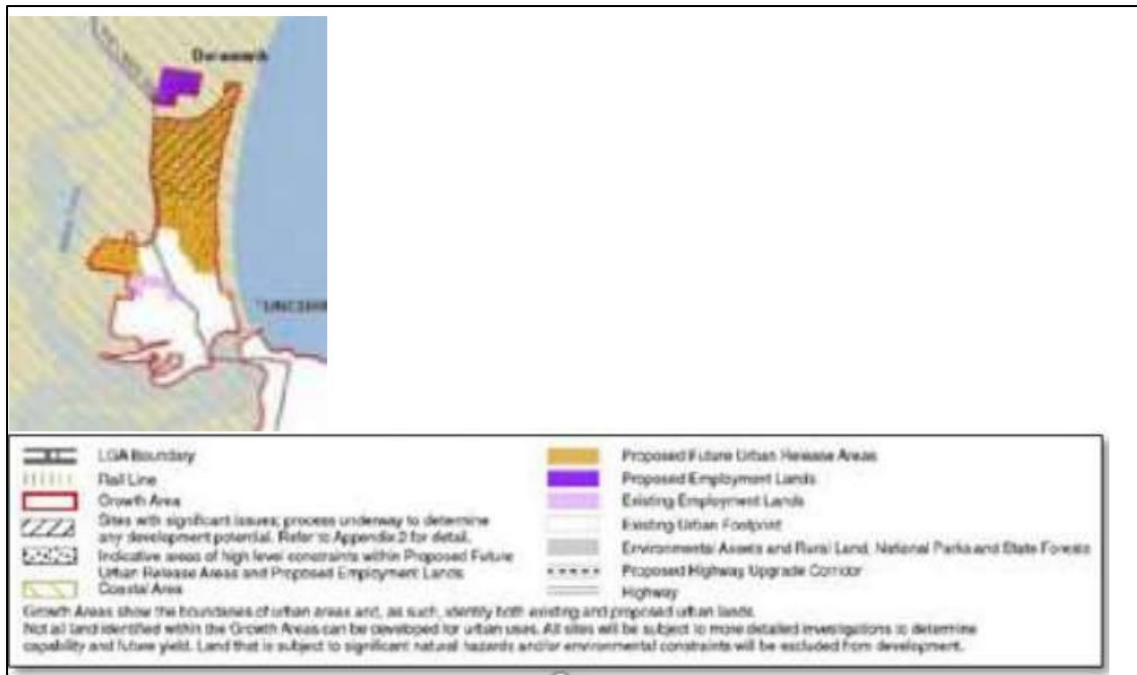 LGA Boundary
Rail Line
Growth Area
Sites with significant issues; process underway to determine
any development potential. Refer to Appendix 2 for detail.
Indicative areas of high level constraints within Proposed Future
Urban Release Areas and Proposed Employment Lands
Coastal Area
Proposed Future Urban Release Areas
Proposed Employment Lands
Existing Employment Lands
Existing Urban Footprint
Environmental Assets and Rural Land, National Parks and State Forests
Proposed Highway Upgrade Corridor
Highway
Growth Areas show the boundaries of urban areas and, as such, identify both existing and proposed urban lands.
Not all land identified within the Growth Areas can be developed for urban uses. All sites will be subject to more detailed investigations to determine
capability and future yield. Land that is subject to significant natural hazards and/or environmental constraints will be excluded from development.